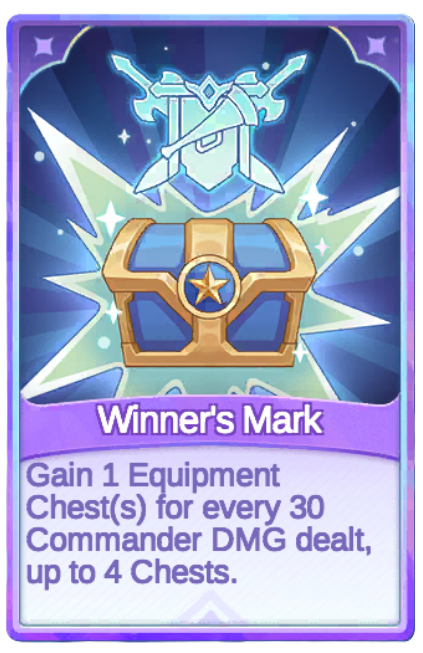 Winner's Mark
Gain 1 Equipment
Chest(s) for every 30
Commander DMG dealt,
up to 4 Chests.